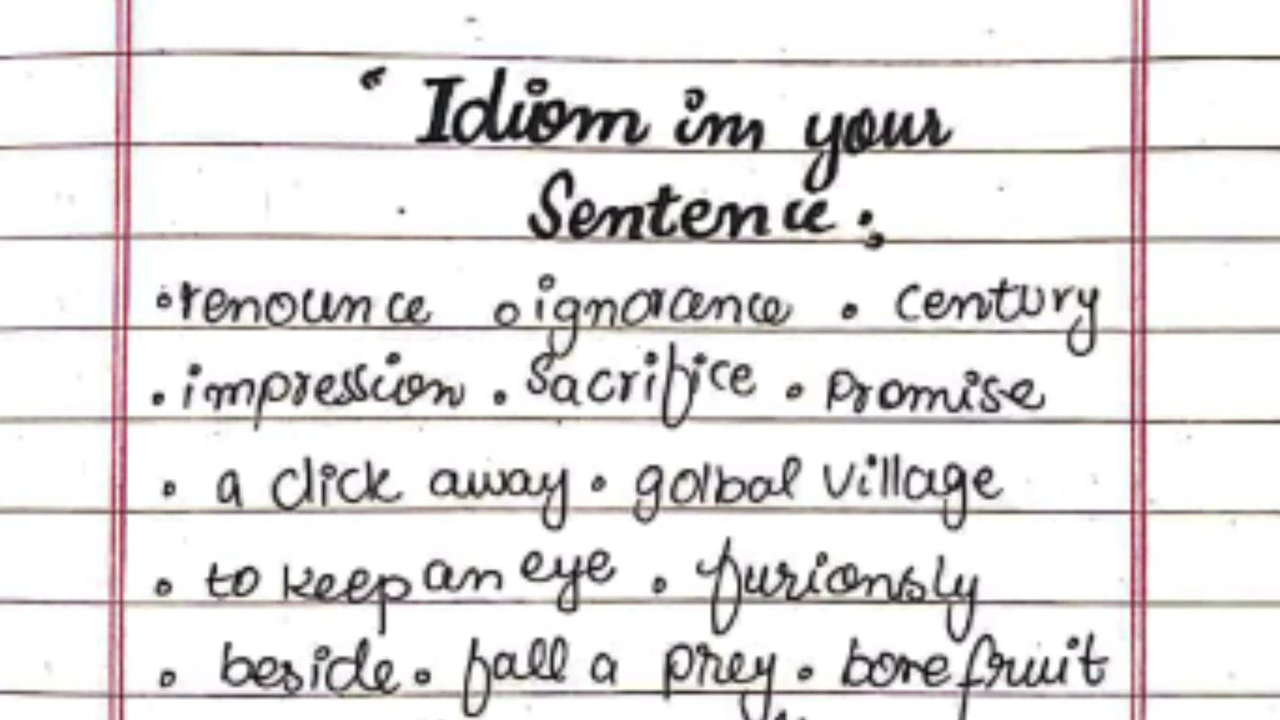 " Idiom in your
Sentence :,
• renounce • ignorance • century
• impression • Sacrifice • Promise
• a click away • golbal village
• to keep an eye • furionsly
• beside • fall a prey • bore fruit